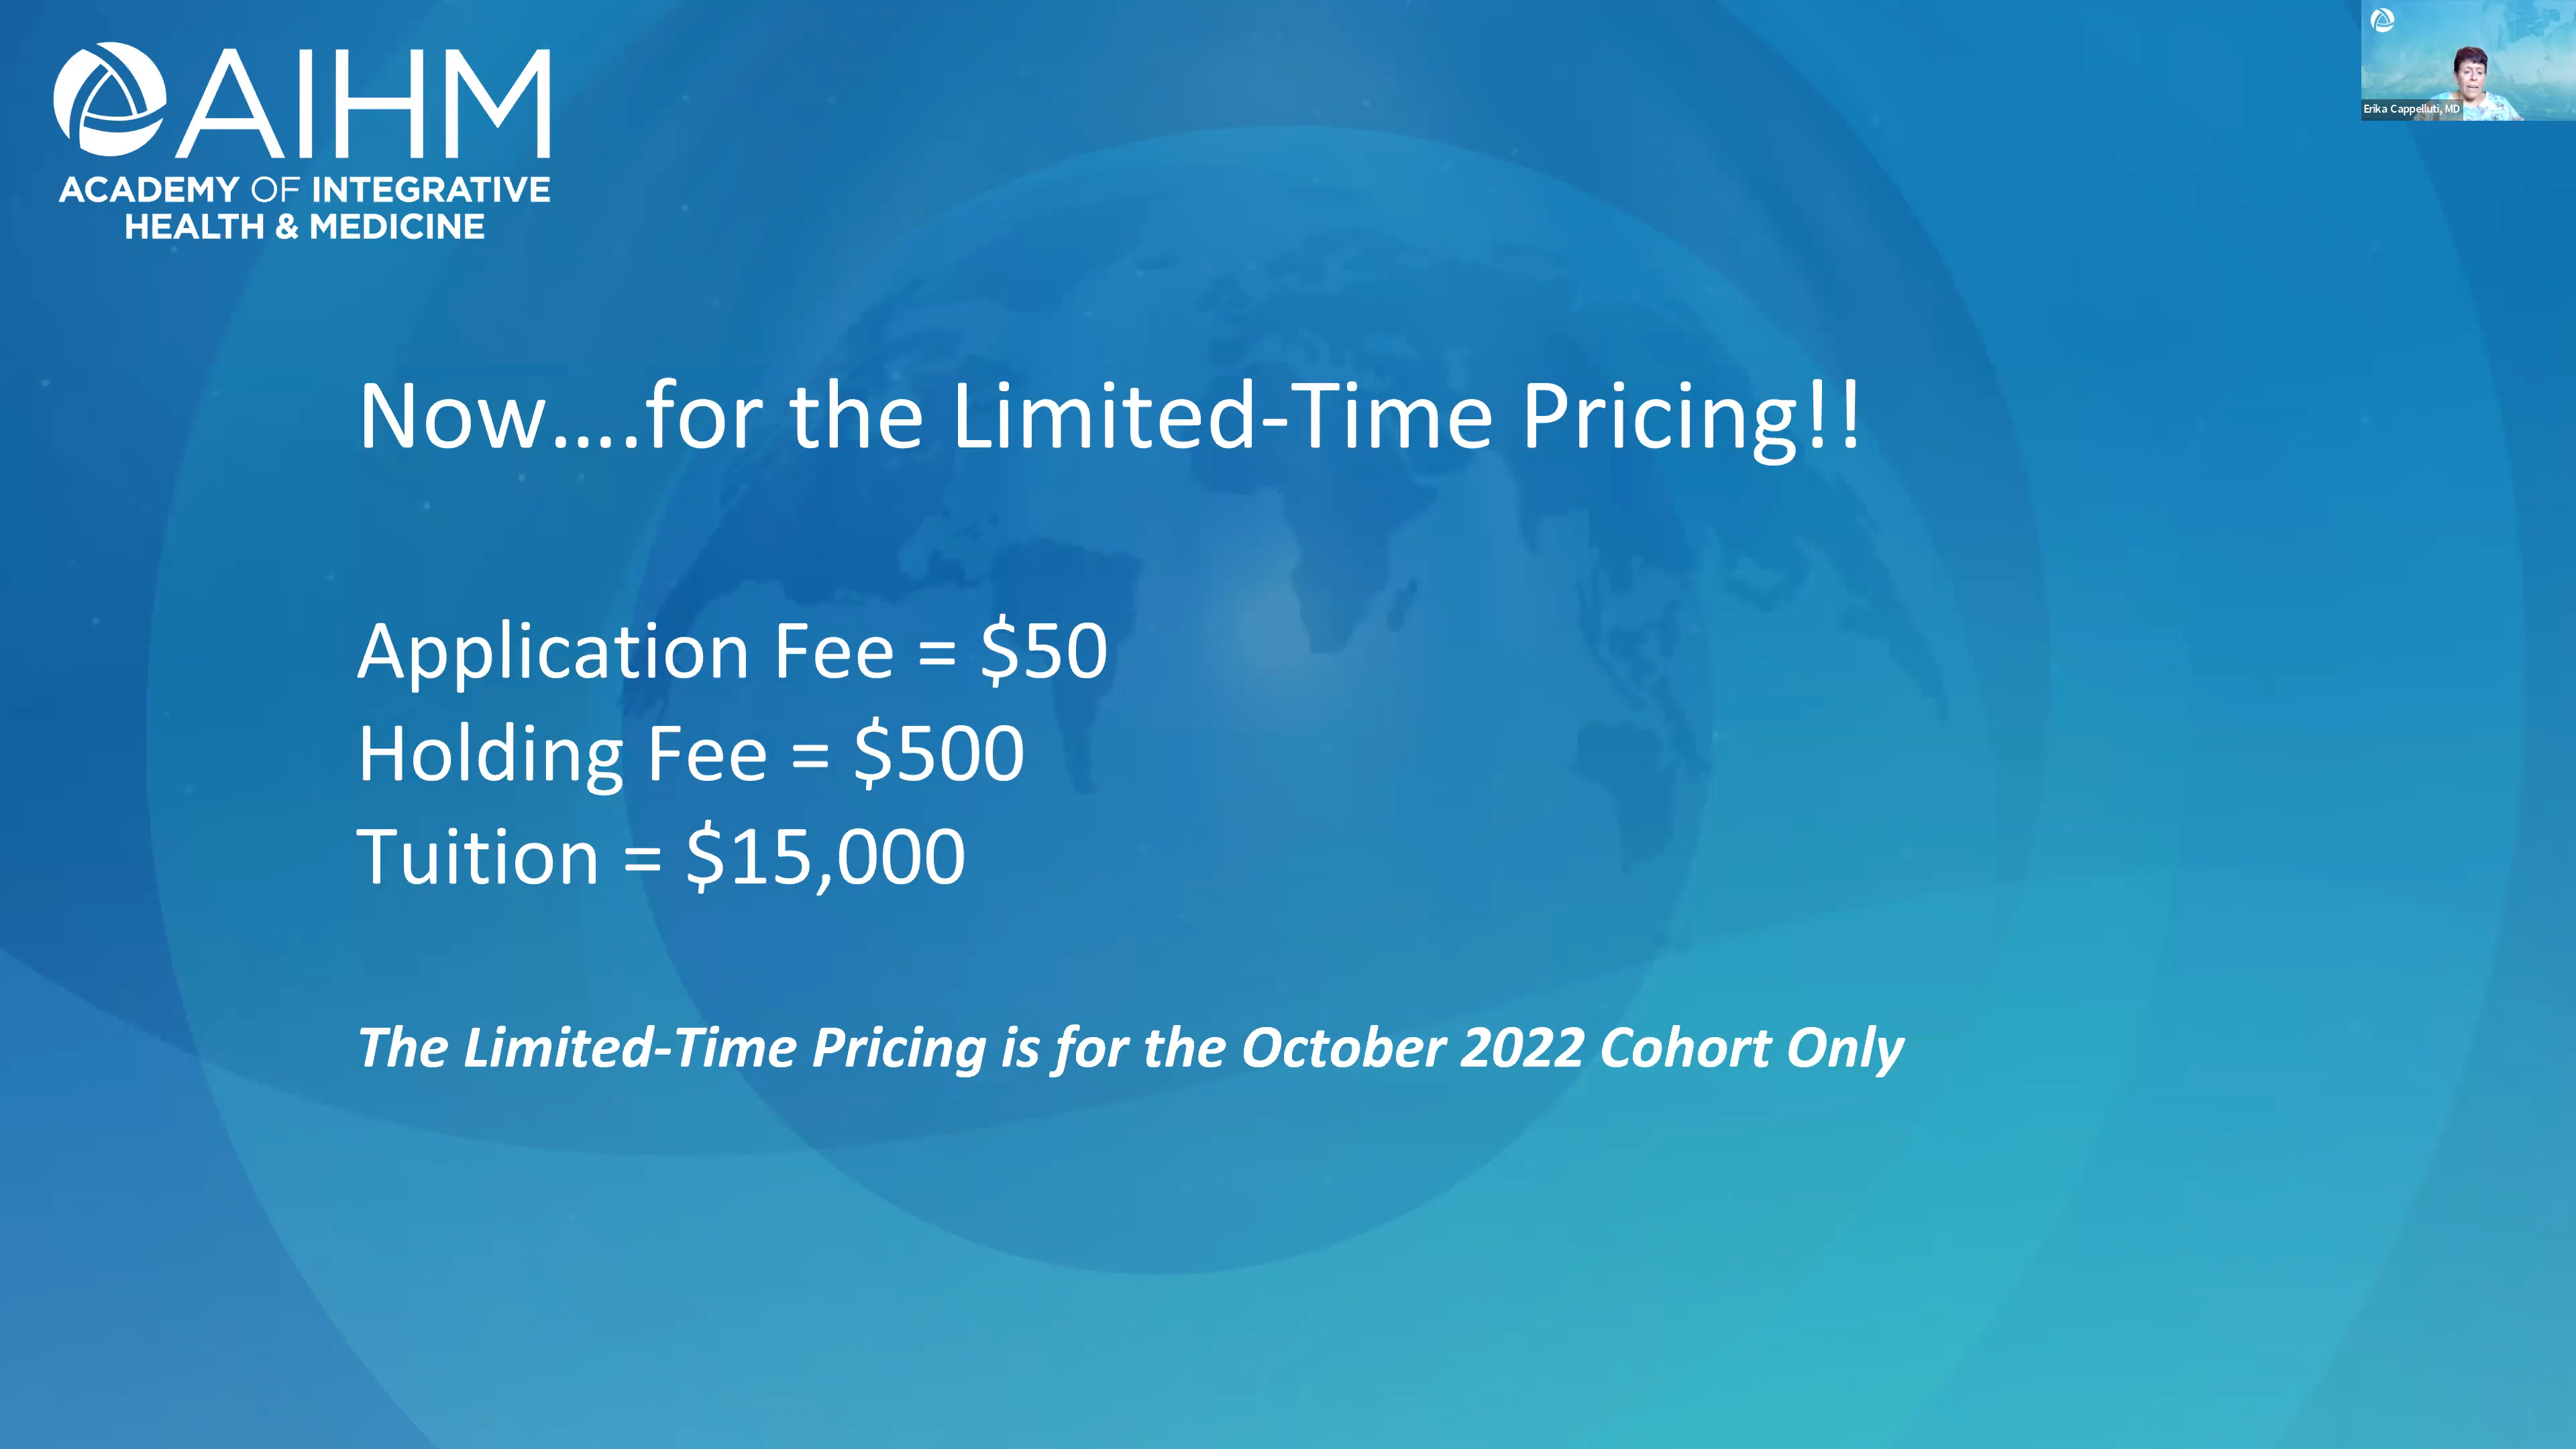 AIHM
ACADEMY OF INTEGRATIVE
HEALTH & MEDICINE
Erika Cappelluti, MD
Now....for the Limited-Time Pricing!!
Application Fee = $50
Holding Fee = $500
Tuition = $15,000
The Limited-Time Pricing is for the October 2022 Cohort Only